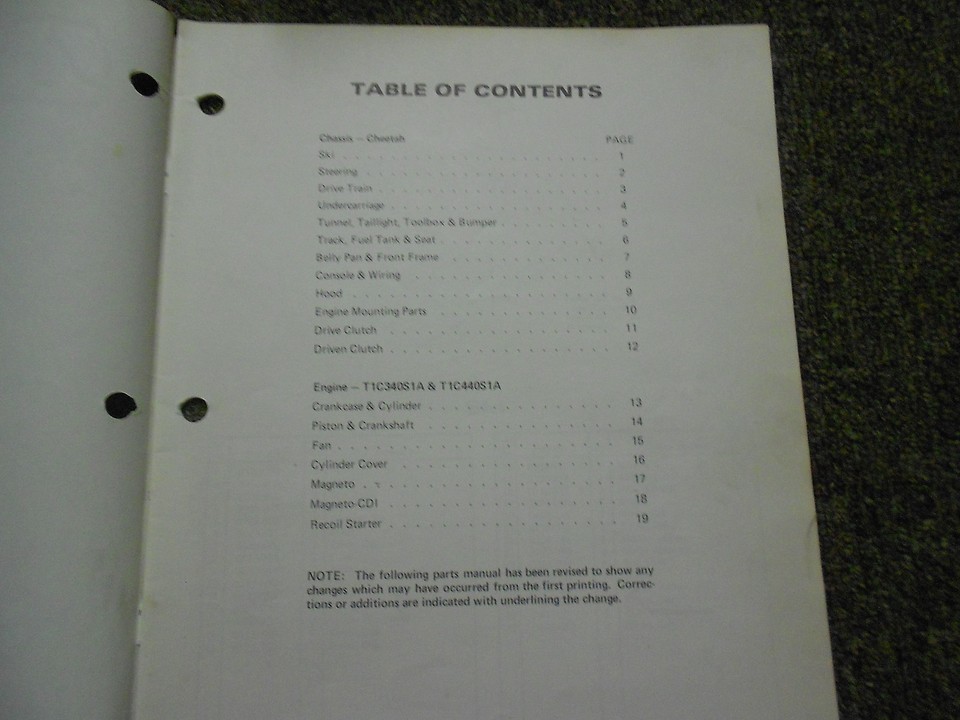 TABLE OF CONTENTS
Chassis — Cheetah PAGE
Ski . . . . . . . . . . . . . . . . . . . . . 1
Steering . . . . . . . . . . . . . . . . . . . 2
Drive Train . . . . . . . . . . . . . . . . . . 3
Undercarriage . . . . . . . . . . . . . . . . . 4
Tunnel, Taillight, Toolbox & Bumper . . . . . . . . 5
Track, Fuel Tank & Seat . . . . . . . . . . . . . 6
Belly Pan & Front Frame . . . . . . . . . . . . 7
Console & Wiring . . . . . . . . . . . . . . . 8
Hood . . . . . . . . . . . . . . . . . . . . 9
Engine Mounting Parts . . . . . . . . . . . . . 10
Drive Clutch . . . . . . . . . . . . . . . . . 11
Driven Clutch . . . . . . . . . . . . . . . . . 12
Engine — T1C340S1A & T1C440S1A
Crankcase & Cylinder . . . . . . . . . . . . . . 13
Piston & Crankshaft . . . . . . . . . . . . . . 14
Fan . . . . . . . . . . . . . . . . . . . . . 15
Cylinder Cover . . . . . . . . . . . . . . . . 16
Magneto . . . . . . . . . . . . . . . . . . . 17
Magneto-CDI . . . . . . . . . . . . . . . . . 18
Recoil Starter . . . . . . . . . . . . . . . . . 19
NOTE: The following parts manual has been revised to show any
changes which may have occurred from the first printing. Correc-
tions or additions are indicated with underlining the change.